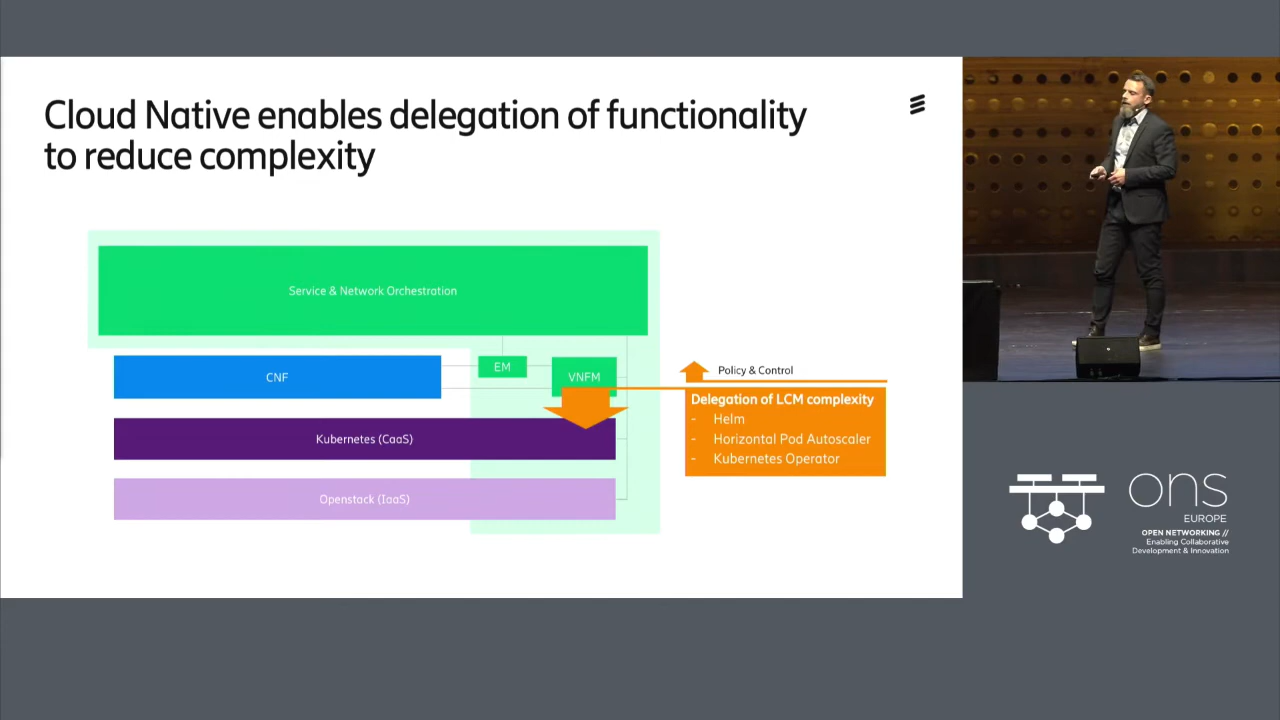 Cloud Native enables delegation of functionality
to reduce complexity
Service & Network Orchestration
CNF
EM
VNFM
Kubernetes (CaaS)
Openstack (IaaS)
Policy & Control
Delegation of LCM complexity
- Helm
- Horizontal Pod Autoscaler
- Kubernetes Operator
ons
EUROPE
OPEN NETWORKING //
Enabling Collaborative
Development & Innovation